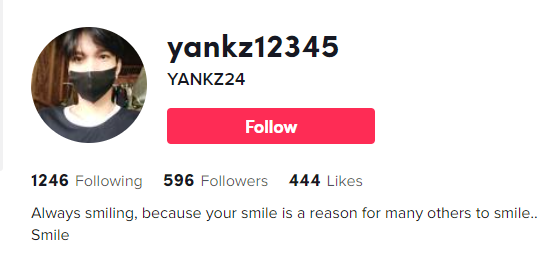 yankz12345
YANKZ24
Follow
1246 Following 596 Followers 444 Likes
Always smiling, because your smile is a reason for many others to smile..
Smile